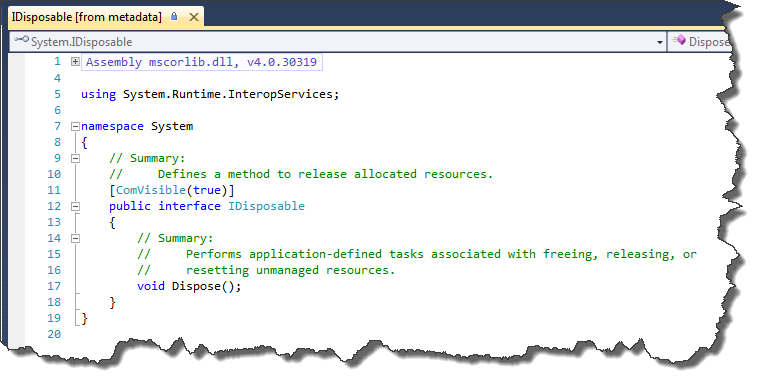 IDisposable [from metadata]
System.IDisposable
Dispose
1 Assembly mscorlib.dll, v4.0.30319
4
5 using System.Runtime.InteropServices;
6
7 namespace System
8 {
9 // Summary:
10 //     Defines a method to release allocated resources.
11 [ComVisible(true)]
12 public interface IDisposable
13 {
14 // Summary:
15 //     Performs application-defined tasks associated with freeing, releasing, or
16 //     resetting unmanaged resources.
17 void Dispose();
18 }
19 }
20